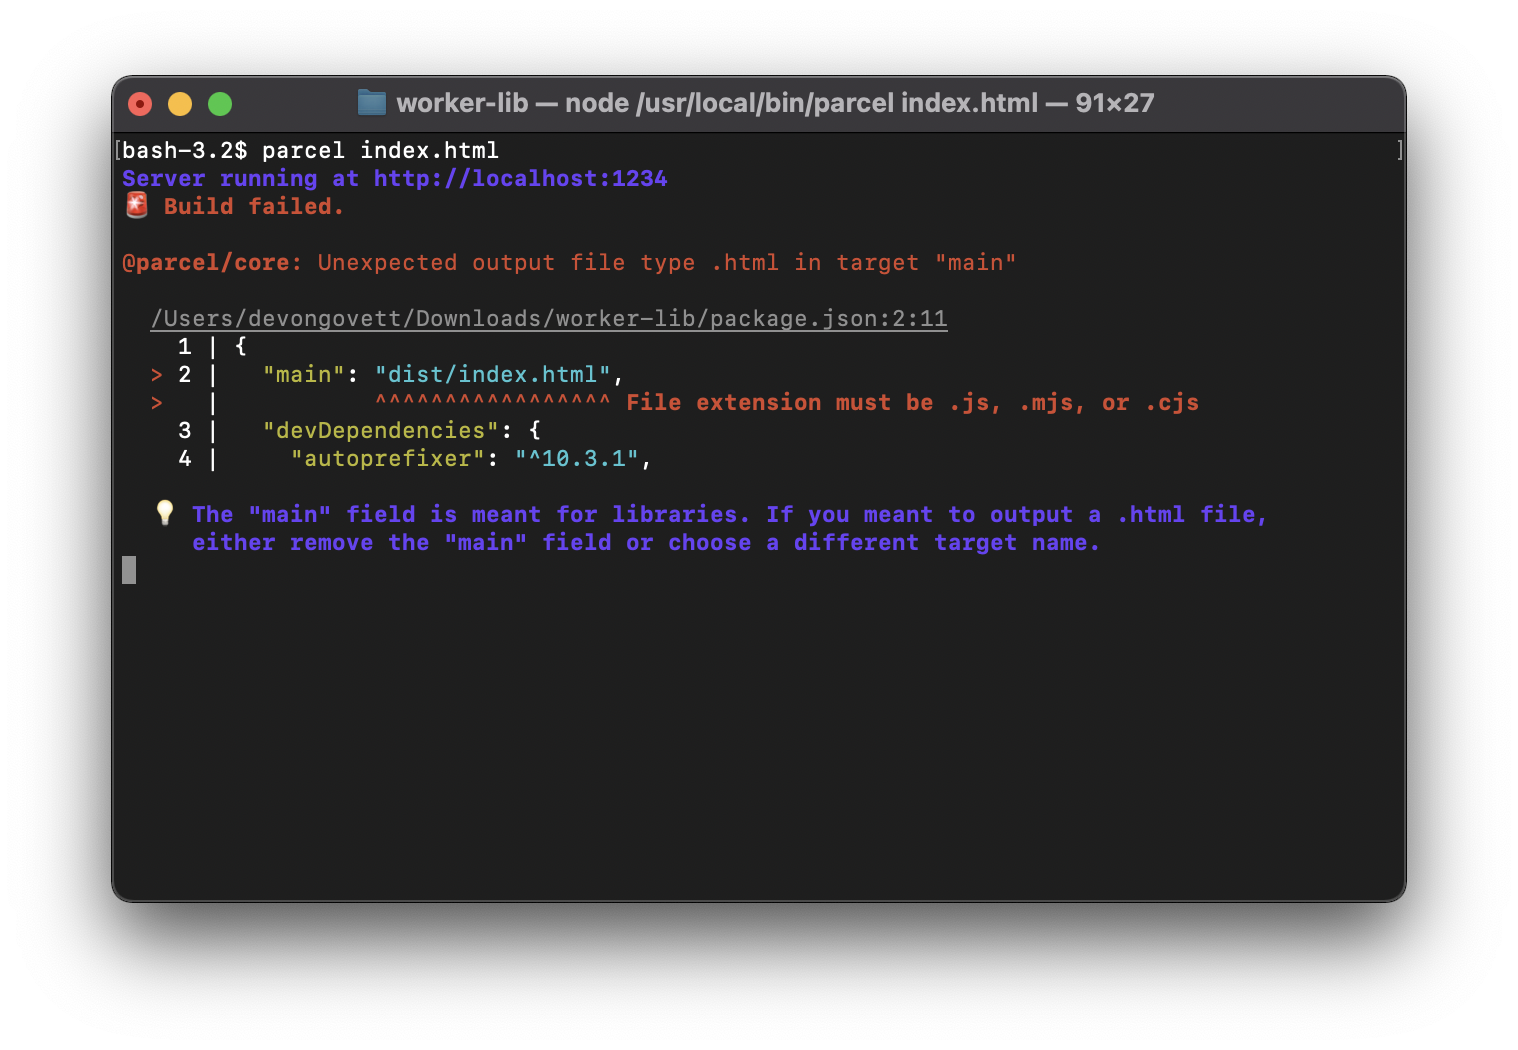 worker-lib — node /usr/local/bin/parcel index.html — 91×27
[bash-3.2$ parcel index.html ]
Server running at http://localhost:1234
🚨 Build failed.
@parcel/core: Unexpected output file type .html in target "main"
/Users/devongovett/Downloads/worker-lib/package.json:2:11
1 | {
> 2 |   "main": "dist/index.html",
>   |           ^^^^^^^^^^^^^^^^^ File extension must be .js, .mjs, or .cjs
3 |   "devDependencies": {
4 |     "autoprefixer": "^10.3.1",
💡 The "main" field is meant for libraries. If you meant to output a .html file,
either remove the "main" field or choose a different target name.